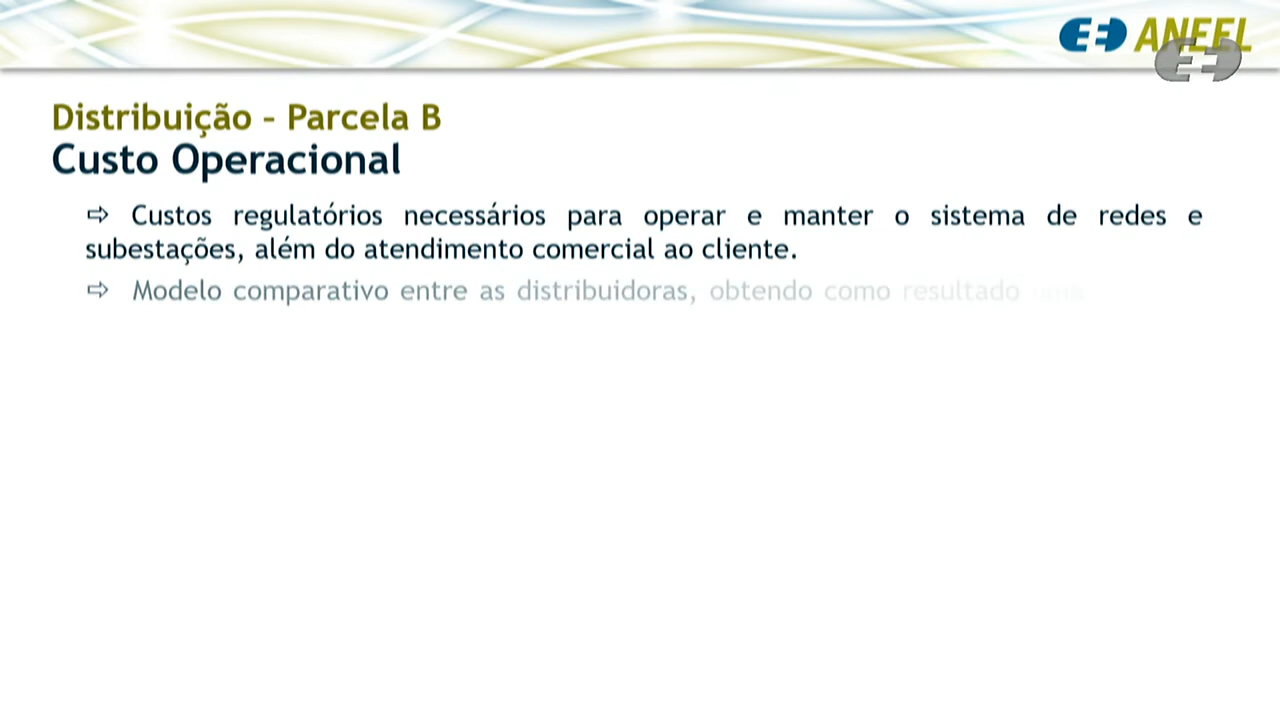 ANEEL
Distribuição - Parcela B
Custo Operacional
⇨ Custos regulatórios necessários para operar e manter o sistema de redes e
subestações, além do atendimento comercial ao cliente.
⇨ Modelo comparativo entre as distribuidoras, obtendo como resultado uma